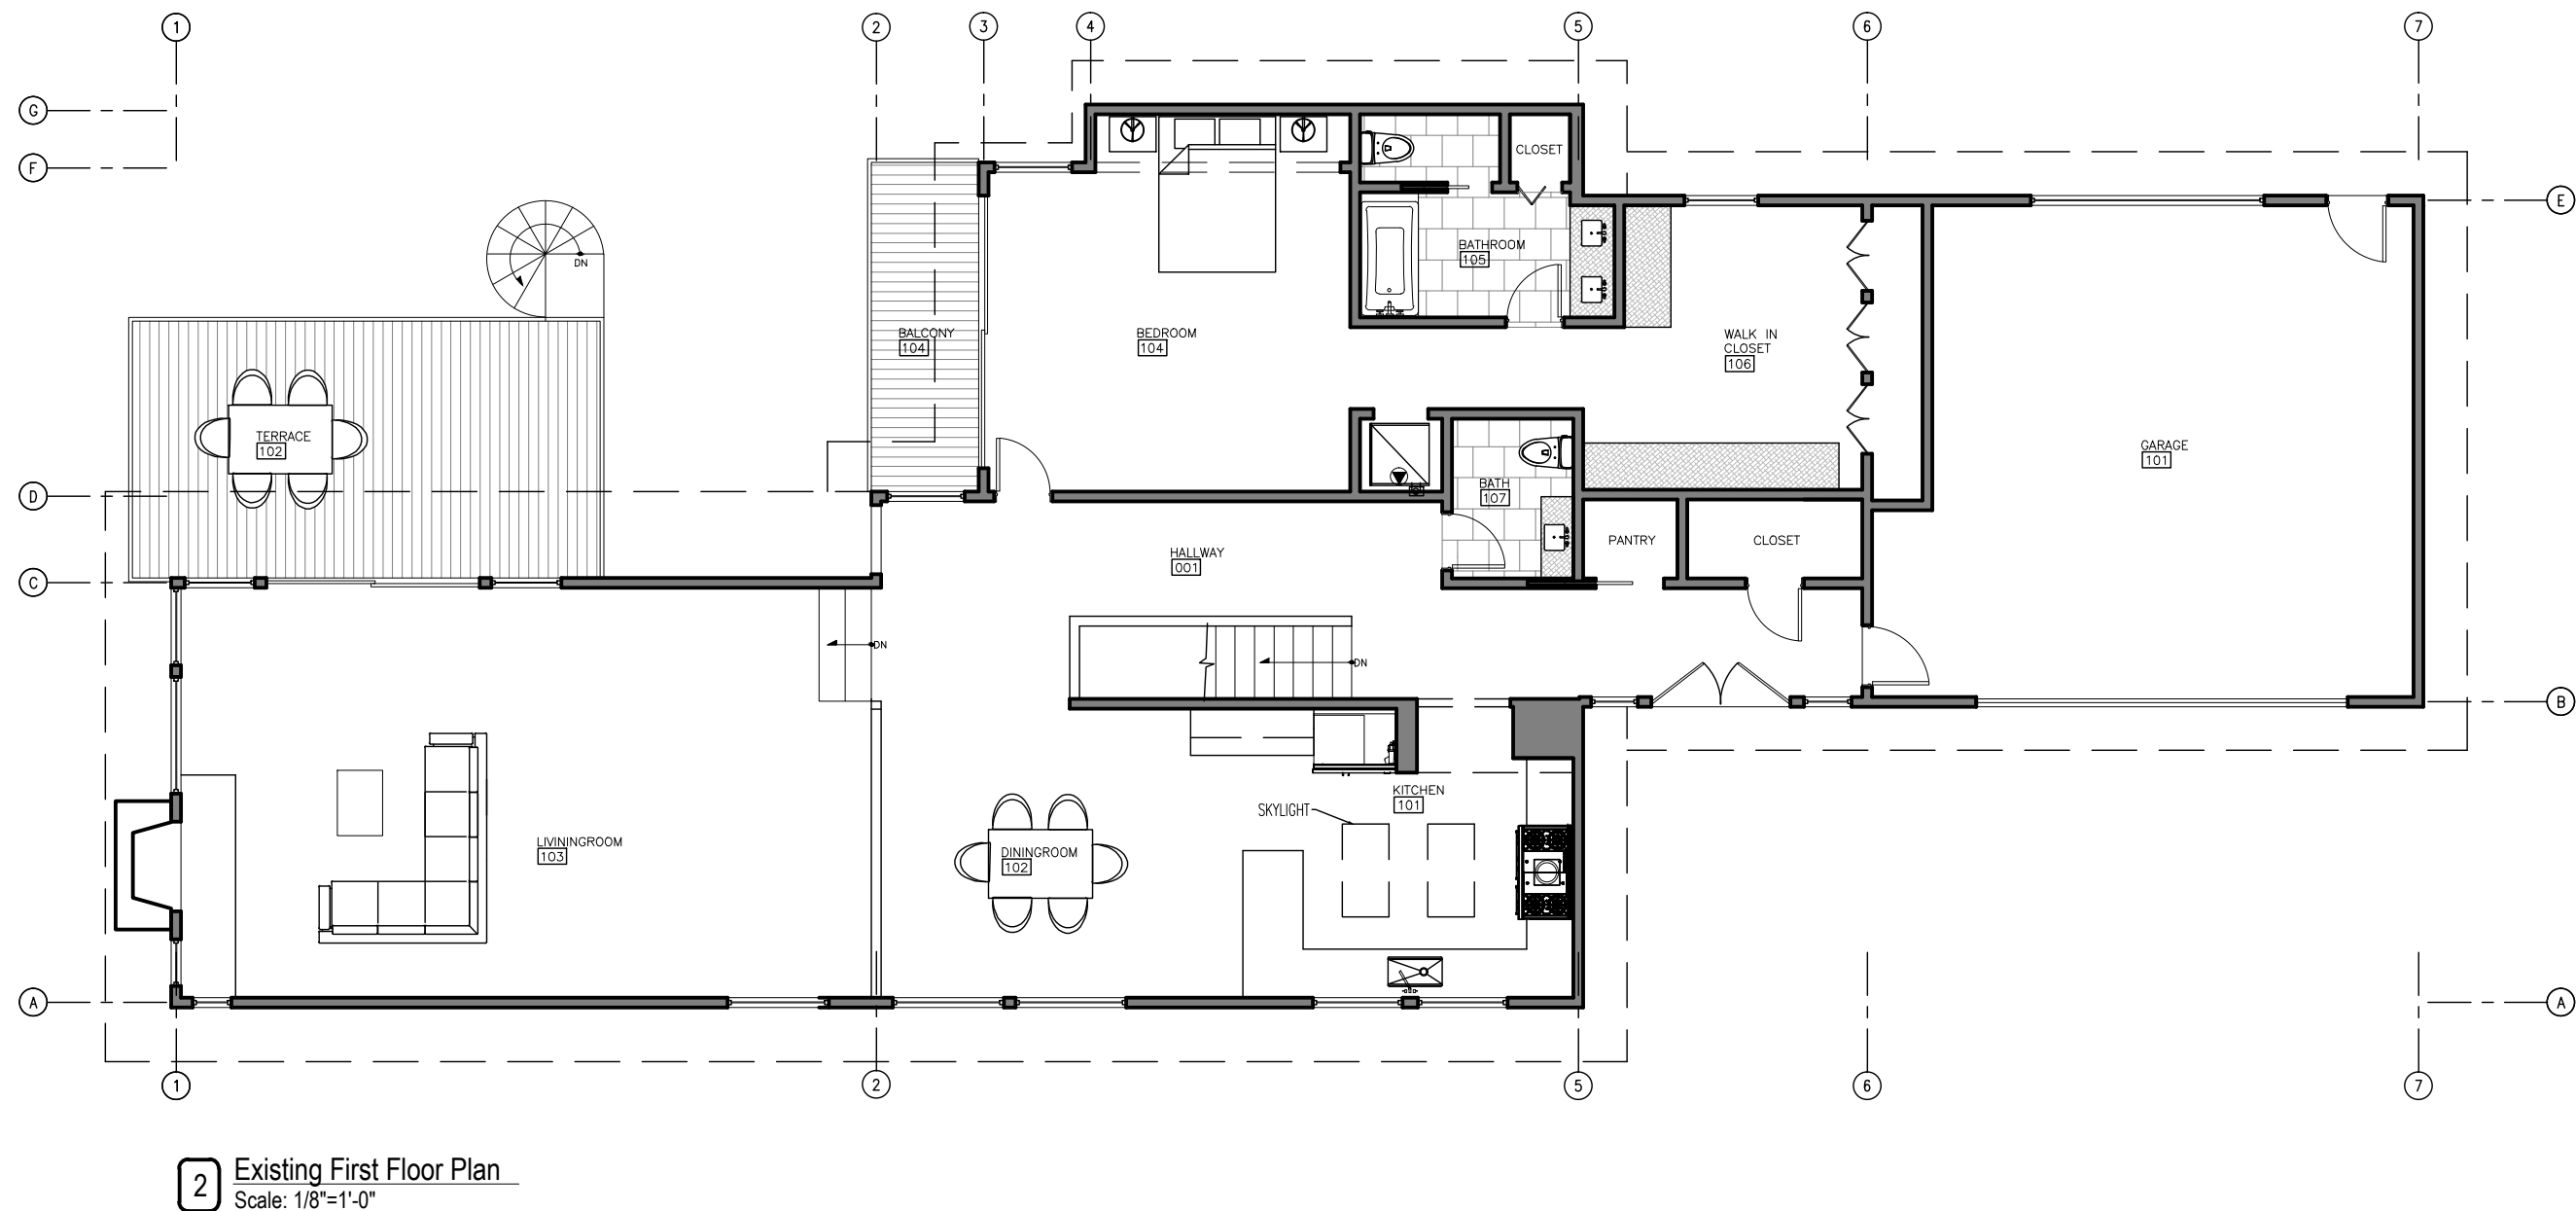 1
2
3
4
5
6
7
G
F
CLOSET
E
BATHROOM
105
DN
BALCONY
104
BEDROOM
104
WALK IN
CLOSET
106
TERRACE
102
GARAGE
101
D
BATH
107
PANTRY
CLOSET
HALLWAY
001
C
DN
DN
B
KITCHEN
101
SKYLIGHT
LIVININGROOM
103
DININGROOM
102
A
A
1
2
5
6
7
2
Existing First Floor Plan
Scale: 1/8"=1'-0"